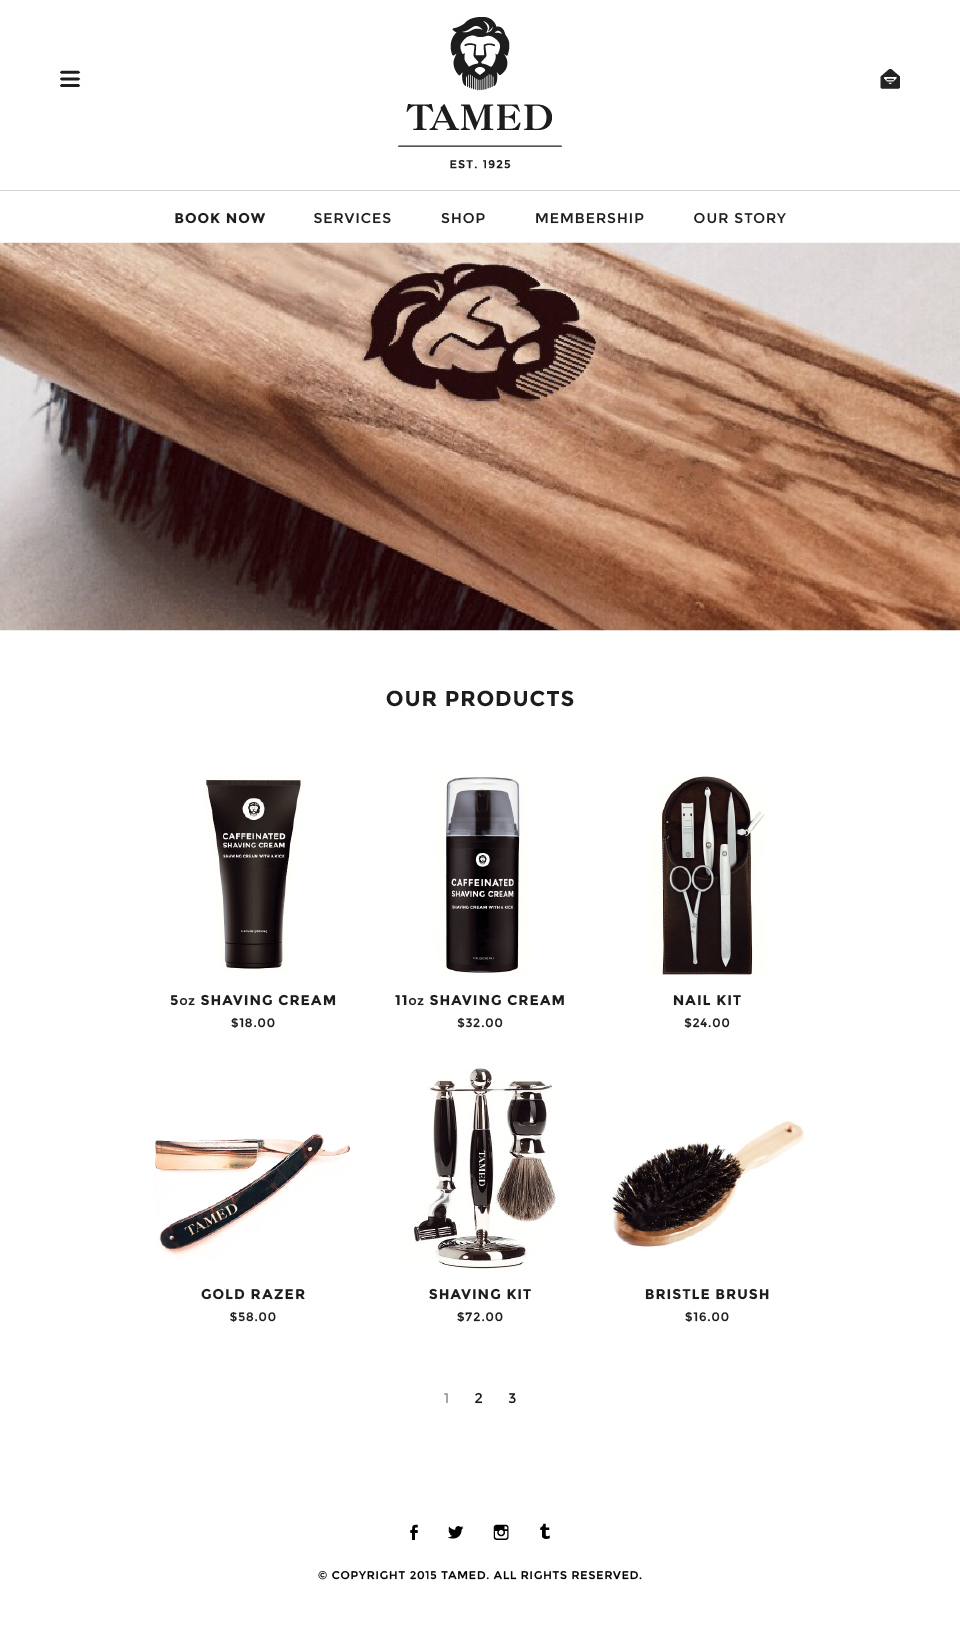 TAMED
EST. 1925
BOOK NOW SERVICES SHOP MEMBERSHIP OUR STORY
OUR PRODUCTS
CAFFEINATED
SHAVING CREAM
SHAVING CREAM WITH A KICK
CAFFEINATED
SHAVING CREAM
SHAVING CREAM WITH A KICK
5oz SHAVING CREAM
$18.00
11oz SHAVING CREAM
$32.00
NAIL KIT
$24.00
TAMED
TAMED
GOLD RAZER
$58.00
SHAVING KIT
$72.00
BRISTLE BRUSH
$16.00
1 2 3
© COPYRIGHT 2015 TAMED. ALL RIGHTS RESERVED.